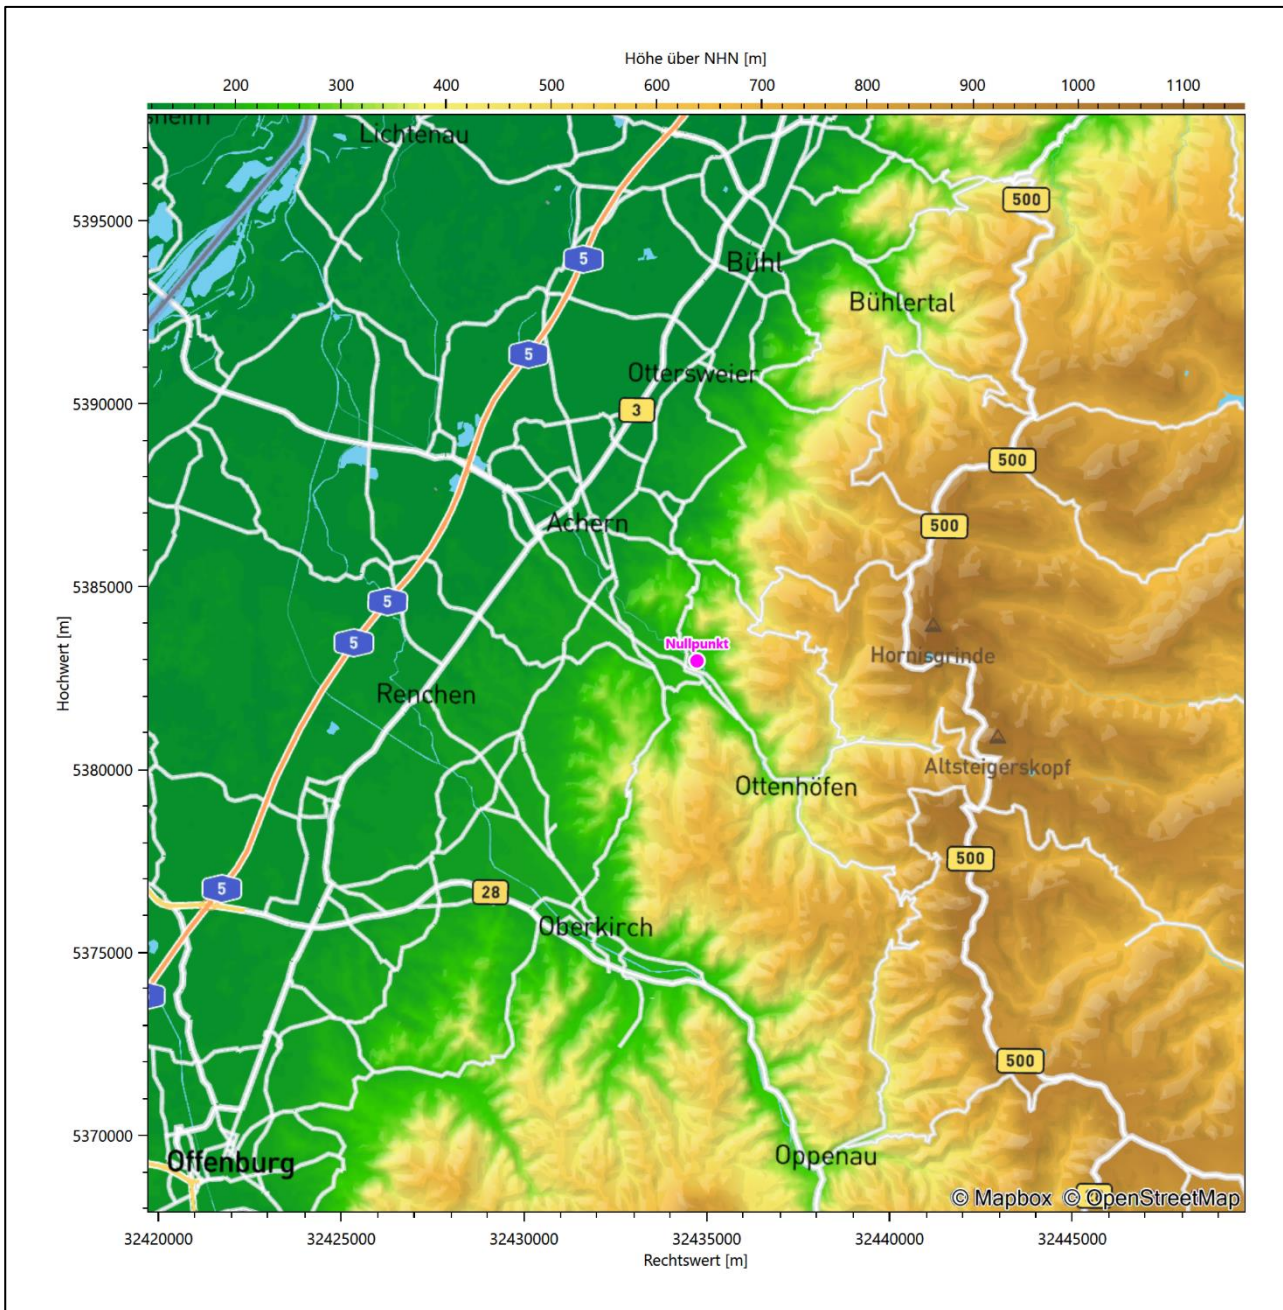 Höhe über NHN [m]
200 300 400 500 600 700 800 900 1000 1100
Lichtenau
500
5395000
5
Bühl
Bühlertal
5
Ottersweier
5390000
3
500
500
Achern
5385000
5
5
Nullpunkt
Hornisgrinde
Hochwert [m]
Renchen
5380000
Altsteigerskopf
Ottenhöfen
500
5
28
Oberkirch
5375000
500
5370000
Offenburg
Oppenau
© Mapbox © OpenStreetMap
32420000 32425000 32430000 32435000 32440000 32445000
Rechtswert [m]